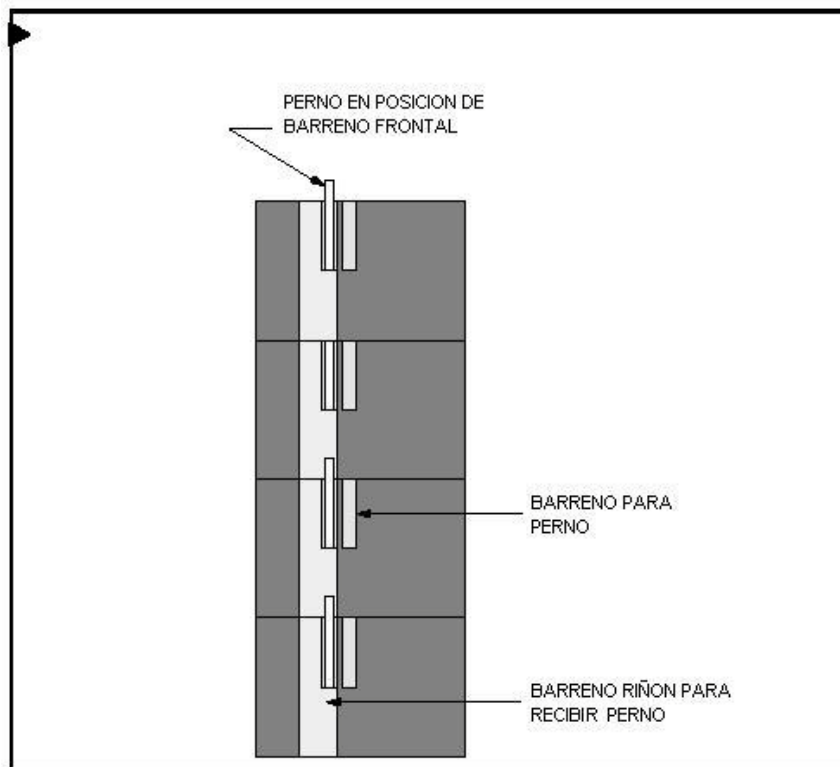 PERNO EN POSICION DE
BARRENO FRONTAL
BARRENO PARA
PERNO
BARRENO RIÑON PARA
RECIBIR PERNO